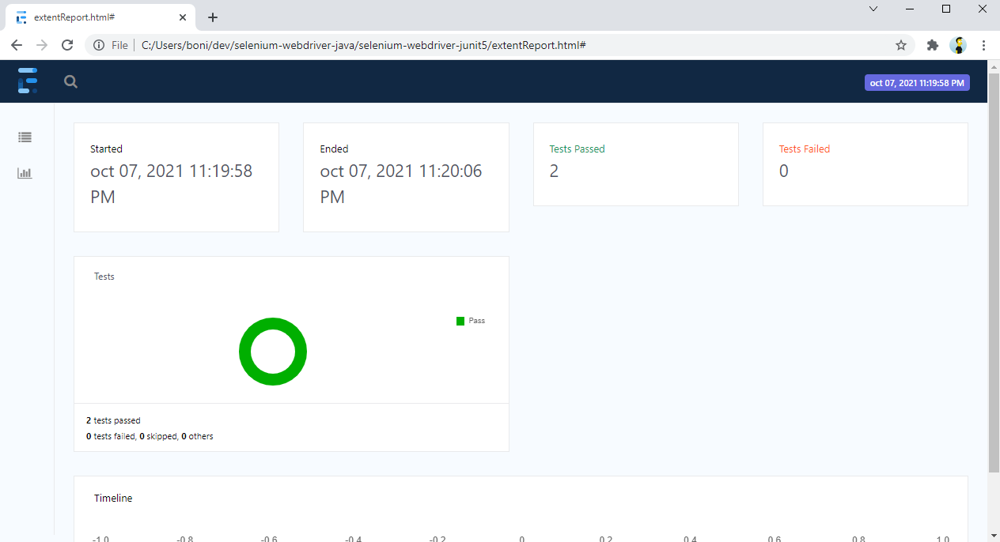 extentReport.html#
File
C:/Users/boni/dev/selenium-webdriver-java/selenium-webdriver-junit5/extentReport.html#
oct 07, 2021 11:19:58 PM
Started
oct 07, 2021 11:19:58
PM
Ended
oct 07, 2021 11:20:06
PM
Tests Passed
2
Tests Failed
0
Tests
Pass
2 tests passed
0 tests failed, 0 skipped, 0 others
Timeline
-1.0 -0.8 -0.6 -0.4 -0.2 0 0.2 0.4 0.6 0.8 1.0